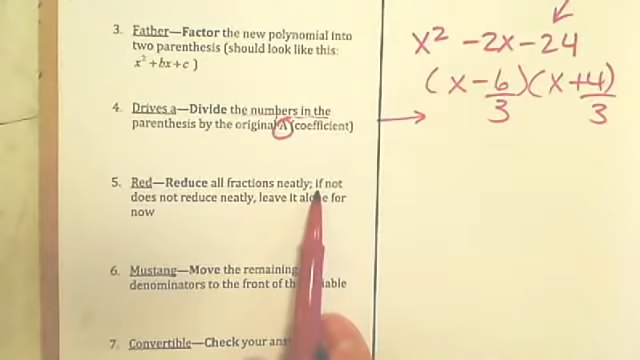 3. Father—Factor the new polynomial into
two parenthesis (should look like this:
x² + bx + c )
x² -2x -24
(x - 6/3)(x + 4/3)
4. Drives a—Divide the numbers in the
parenthesis by the original A (coefficient)
5. Red—Reduce all fractions neatly; if not
does not reduce neatly, leave it alone for
now
6. Mustang—Move the remaining
denominators to the front of the
7. Convertible—Check your